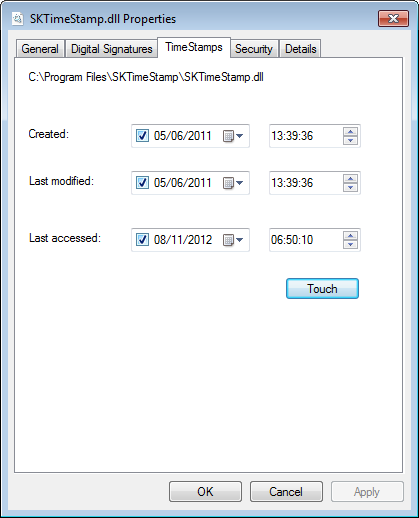 SKTimeStamp.dll Properties
General Digital Signatures TimeStamps Security Details
C:\Program Files\SKTimeStamp\SKTimeStamp.dll
Created: 05/06/2011 13:39:36
Last modified: 05/06/2011 13:39:36
Last accessed: 08/11/2012 06:50:10
Touch
OK Cancel Apply